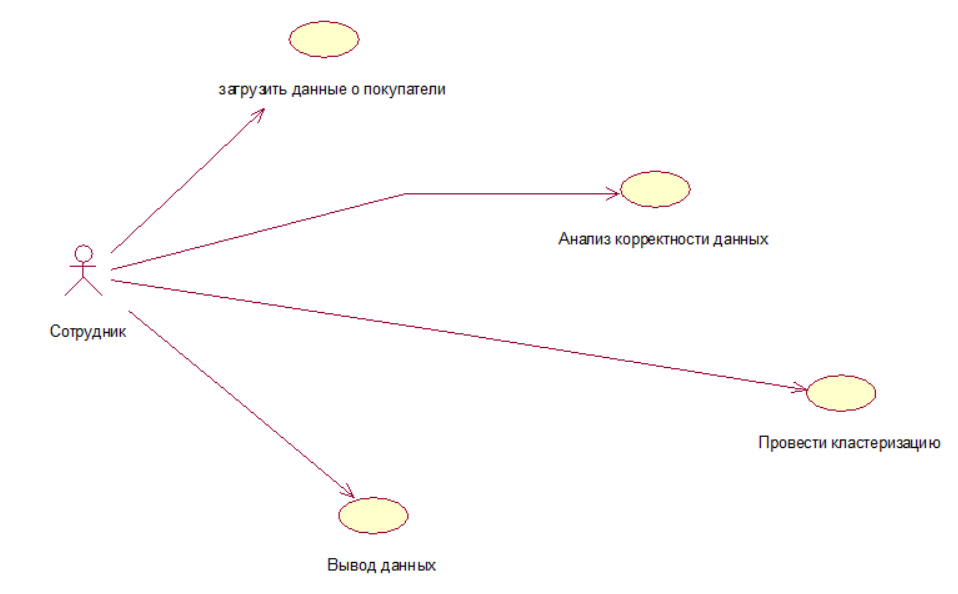 загрузить данные о покупатели
Анализ корректности данных
Сотрудник
Провести кластеризацию
Вывод данных